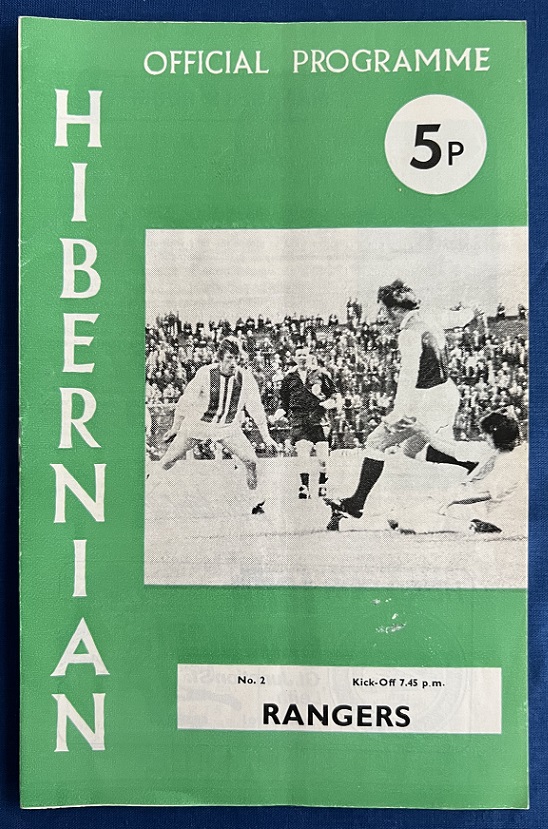 OFFICIAL PROGRAMME
5P
HIBERNIAN
No. 2 Kick-Off 7.45 p.m.
RANGERS